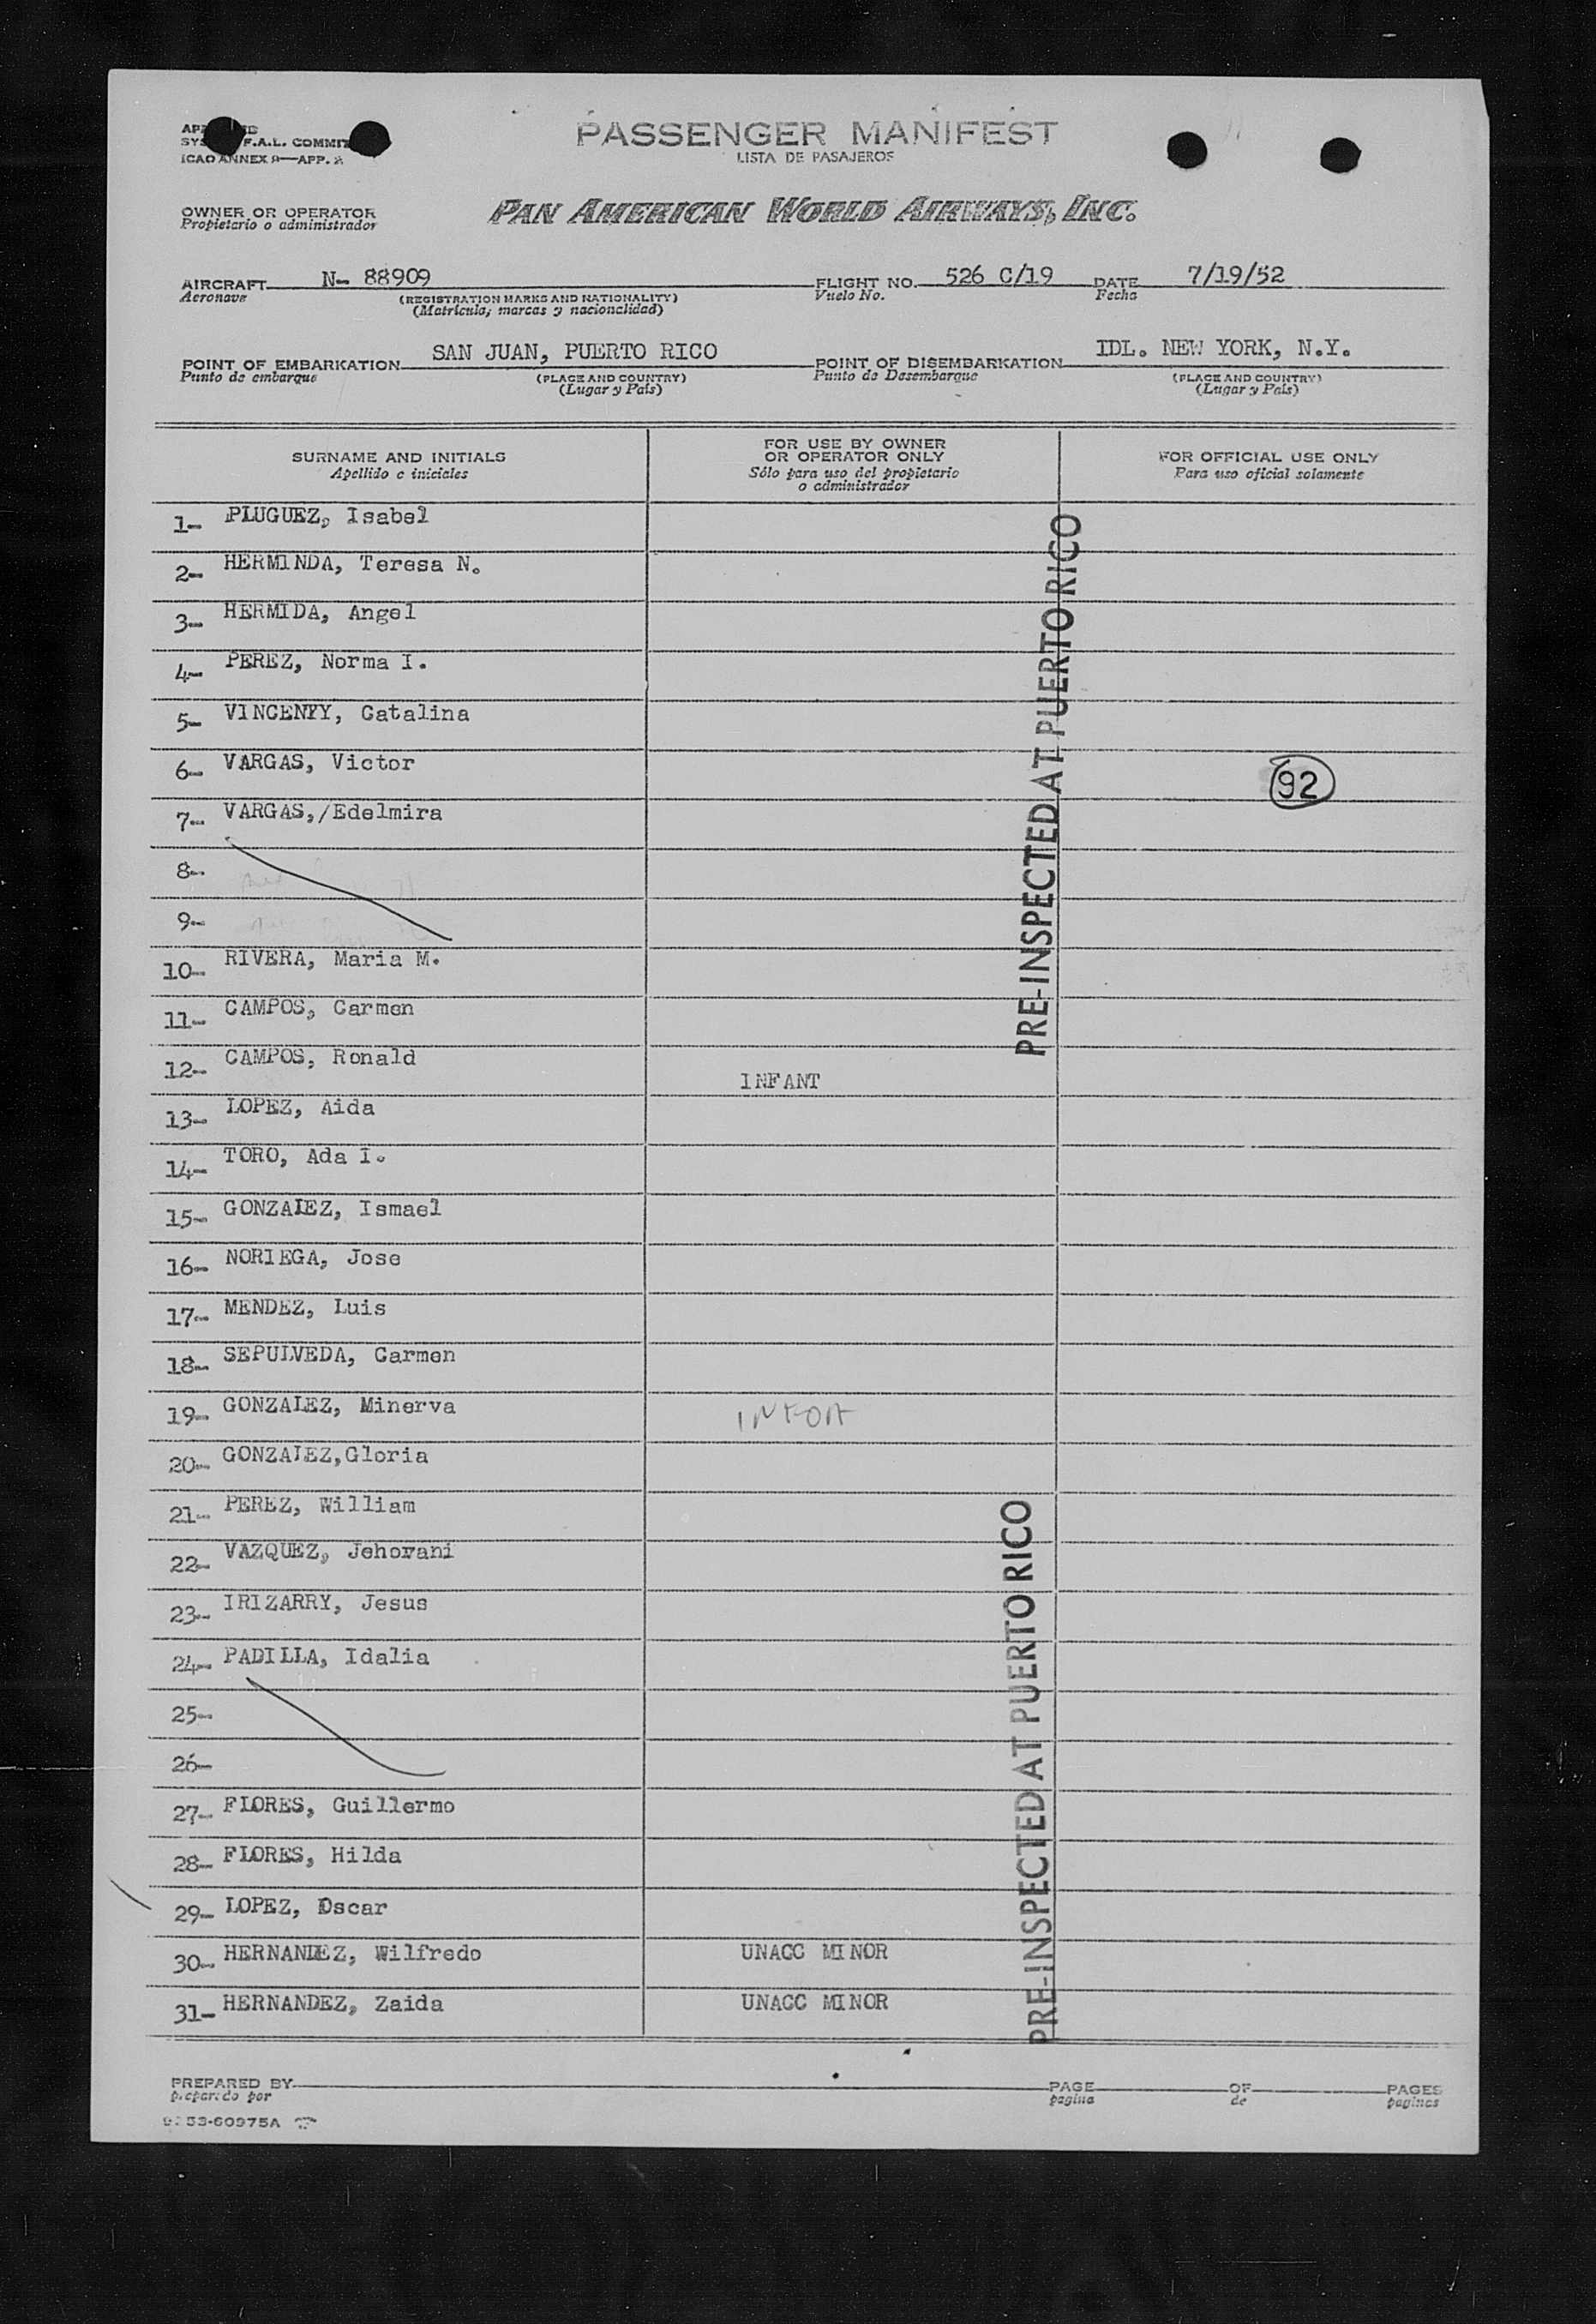 PASSENGER MANIFEST
LISTA DE PASAJEROS
F.A.L.
ICAO ANNEX 9—APP.
OWNER OR OPERATOR
Propietario o administrador
PAN AMERICAN WORLD AIRWAYS, INC.
AIRCRAFT N- 88909
Aeronave
(REGISTRATION MARKS AND NATIONALITY)
(Matrícula, marcas y nacionalidad)
FLIGHT NO. 526 C/19
Vuelo No.
DATE 7/19/52
Fecha
POINT OF EMBARKATION SAN JUAN, PUERTO RICO
Punto de embarque
(PLACE AND COUNTRY)
(Lugar y País)
POINT OF DISEMBARKATION IDL. NEW YORK, N.Y.
Punto de Desembarque
(PLACE AND COUNTRY)
(Lugar y País)
SURNAME AND INITIALS
Apellido e iniciales
FOR USE BY OWNER
OR OPERATOR ONLY
Sólo para uso del propietario
o administrador
FOR OFFICIAL USE ONLY
Para uso oficial solamente
1- PLUGUEZ, Isabel
2- HERMINDA, Teresa N.
3- HERMIDA, Angel
4- PEREZ, Norma I.
5- VINCENTY, Catalina
6- VARGAS, Victor
92
7- VARGAS,/Edelmira
8-
9-
10- RIVERA, Maria M.
11- CAMPOS, Carmen
PRE-INSPECTED AT PUERTO RICO
12- CAMPOS, Ronald INFANT
13- LOPEZ, Aida
14- TORO, Ada I.
15- GONZALEZ, Ismael
16- NORIEGA, Jose
17- MENDEZ, Luis
18- SEPULVEDA, Carmen
19- GONZALEZ, Minerva
20- GONZALEZ,Gloria
21- PEREZ, William
22- VAZQUEZ, Jehovani
23- IRIZARRY, Jesus
24- PADILLA, Idalia
25-
26-
27- FLORES, Guillermo
28- FLORES, Hilda
29- LOPEZ, Oscar
30- HERNANDEZ, Wilfredo UNACC MINOR
31- HERNANDEZ, Zaida UNACC MINOR
PRE-INSPECTED AT PUERTO RICO
PREPARED BY
preparado por
PAGE
pagina
OF
de
PAGES
paginas